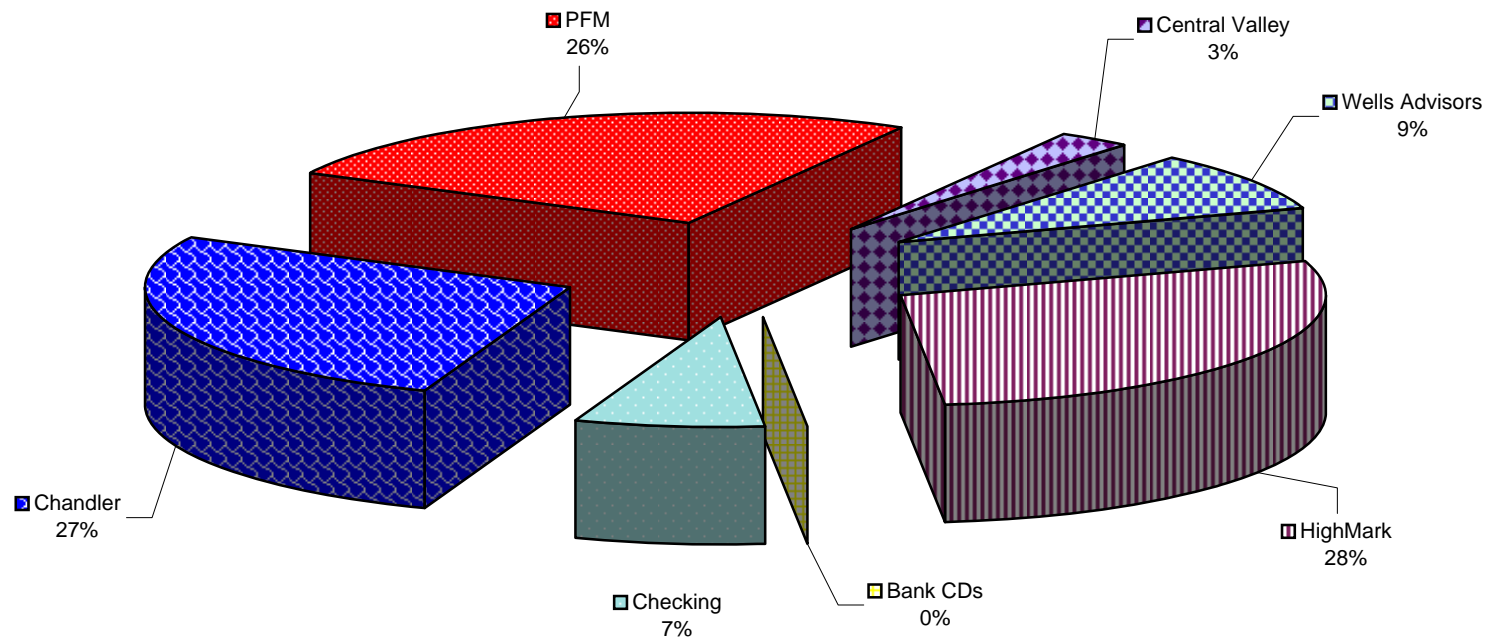 PFM
26%
Central Valley
3%
Wells Advisors
9%
Chandler
27%
HighMark
28%
Checking
7%
Bank CDs
0%